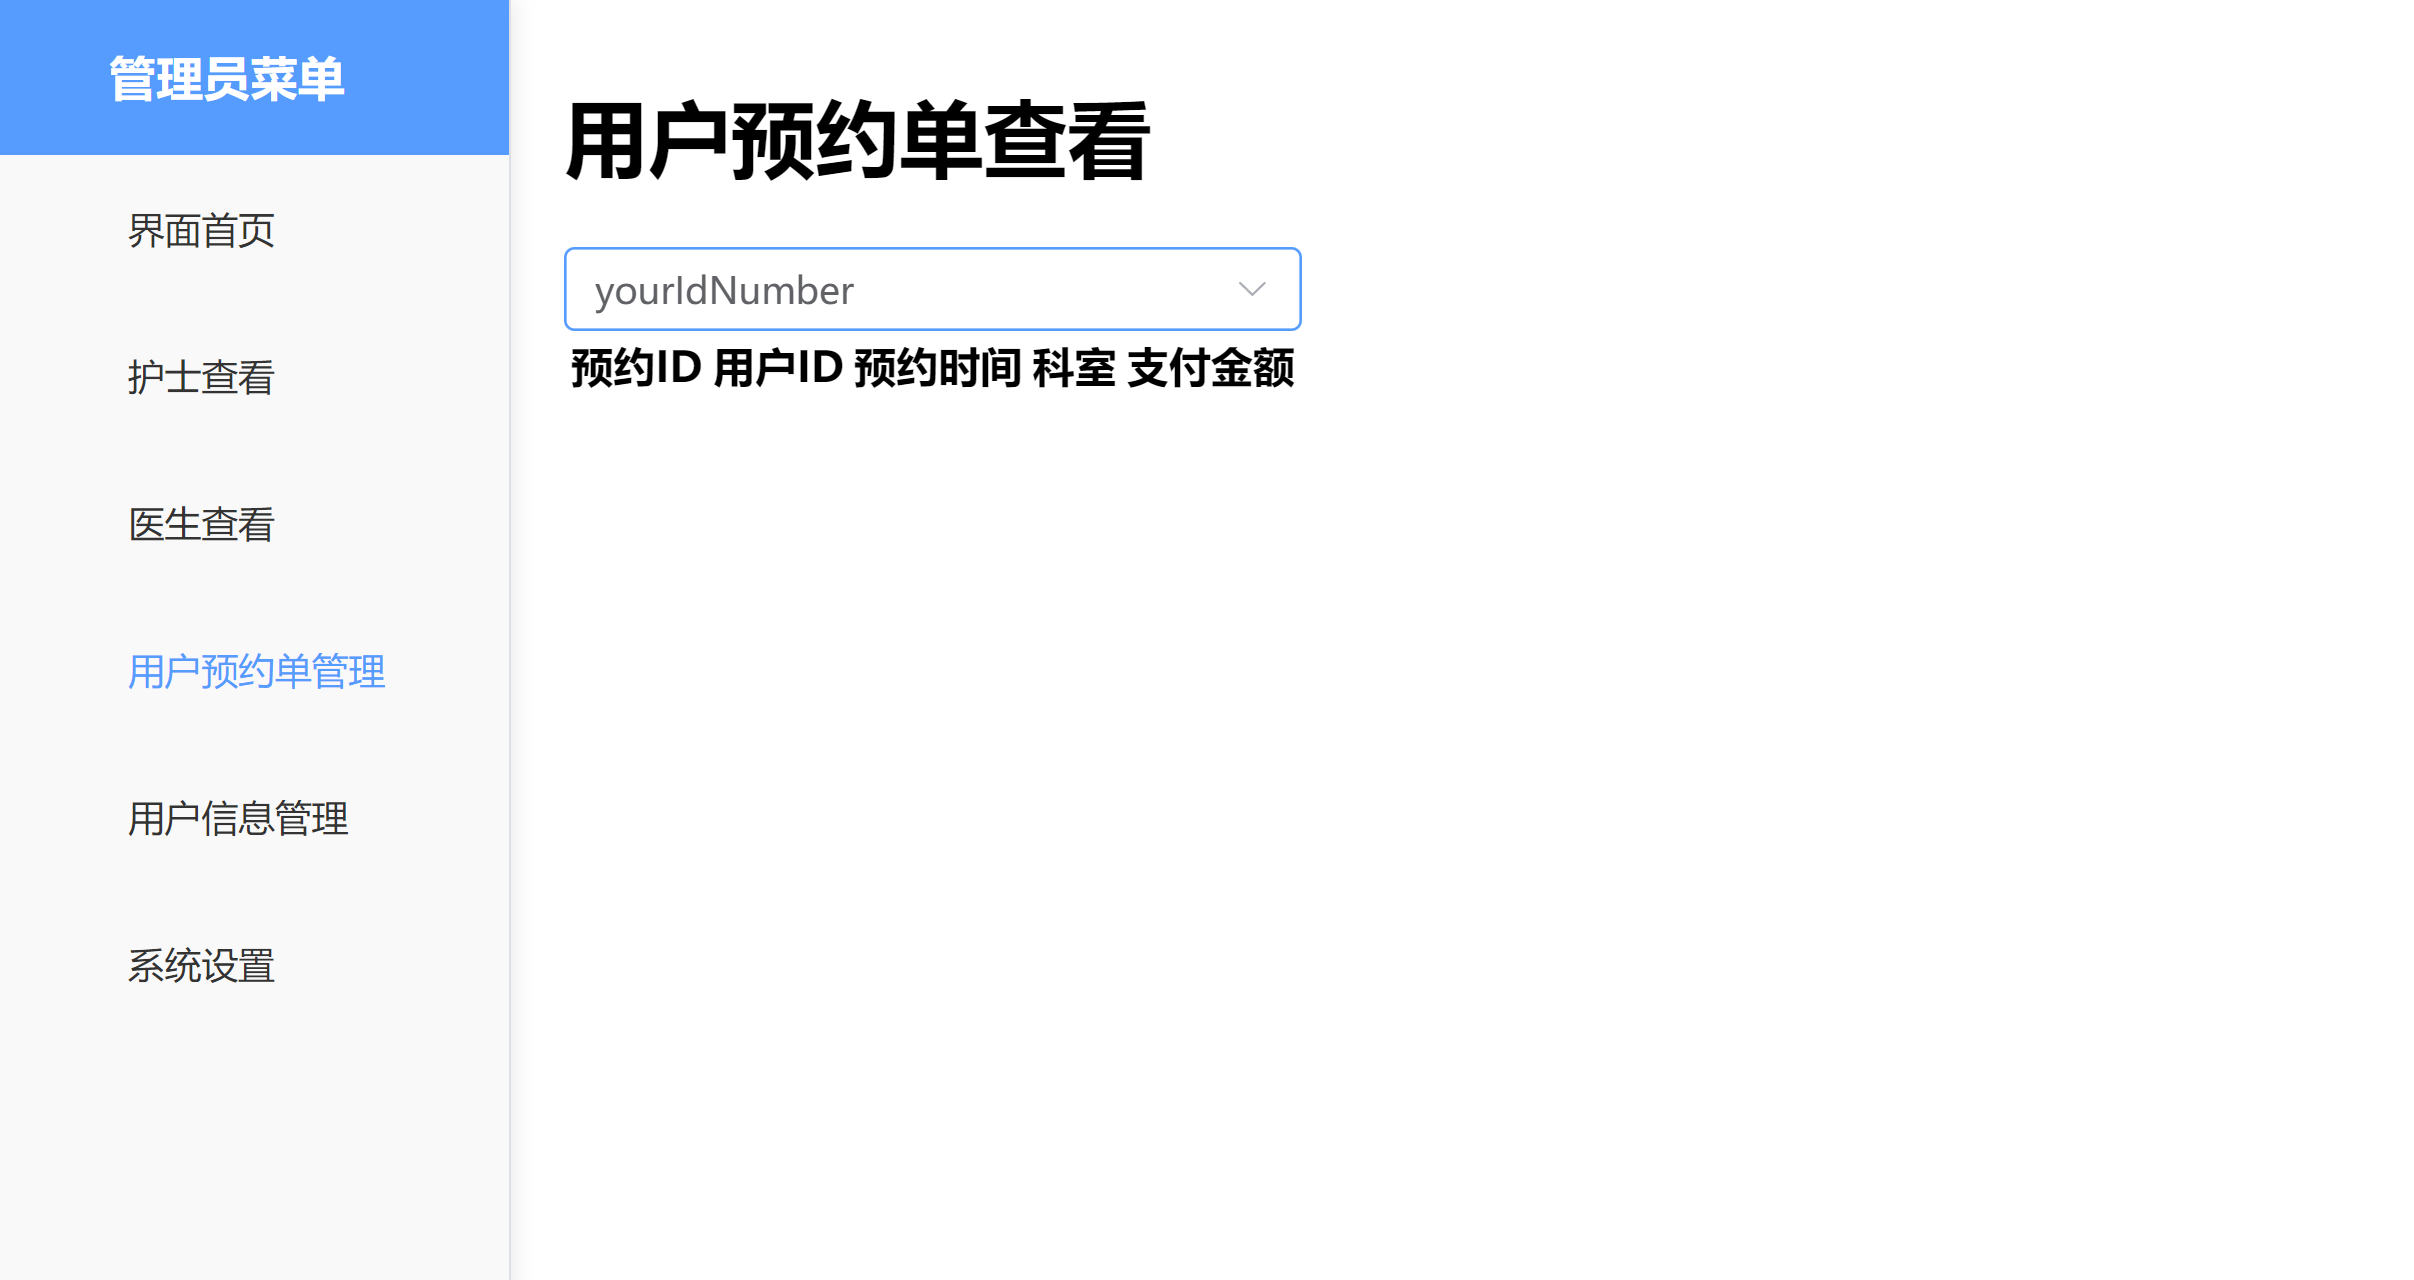 管理员菜单
界面首页
护士查看
医生查看
用户预约单管理
用户信息管理
系统设置
用户预约单查看
yourIdNumber
预约ID 用户ID 预约时间 科室 支付金额